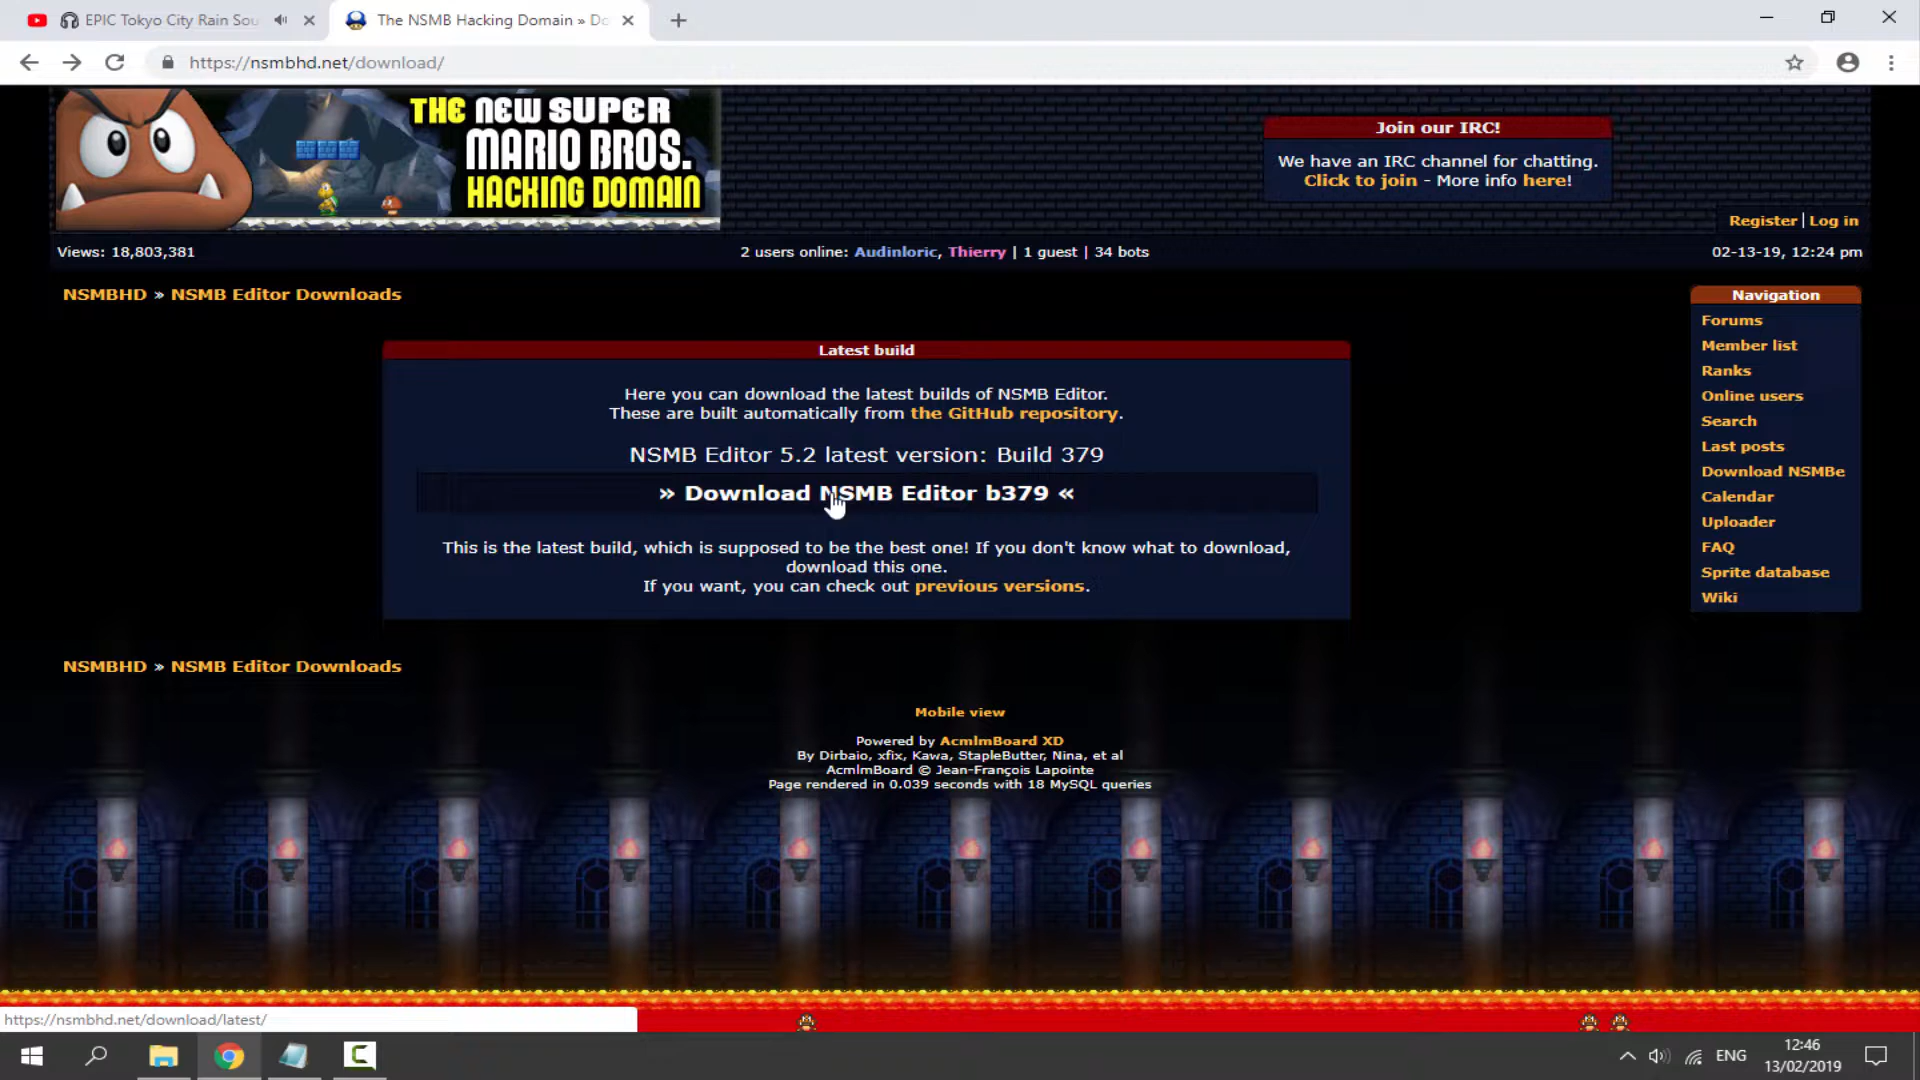 EPIC Tokyo City Rain Sou
The NSMB Hacking Domain » Do
https://nsmbhd.net/download/
THE NEW SUPER
MARIO BROS.
HACKING DOMAIN
Join our IRC!
We have an IRC channel for chatting.
Click to join - More info here!
Register | Log in
Views: 18,803,381
2 users online: Audinloric, Thierry | 1 guest | 34 bots
02-13-19, 12:24 pm
NSMBHD » NSMB Editor Downloads
Navigation
Forums
Member list
Ranks
Online users
Search
Last posts
Download NSMBe
Calendar
Uploader
FAQ
Sprite database
Wiki
Latest build
Here you can download the latest builds of NSMB Editor.
These are built automatically from the GitHub repository.
NSMB Editor 5.2 latest version: Build 379
» Download NSMB Editor b379 «
This is the latest build, which is supposed to be the best one! If you don't know what to download,
download this one.
If you want, you can check out previous versions.
NSMBHD » NSMB Editor Downloads
Mobile view
Powered by AcmlmBoard XD
By Dirbaio, xfix, Kawa, StapleButter, Nina, et al
AcmlmBoard © Jean-François Lapointe
Page rendered in 0.039 seconds with 18 MySQL queries
https://nsmbhd.net/download/latest/
ENG
12:46
13/02/2019